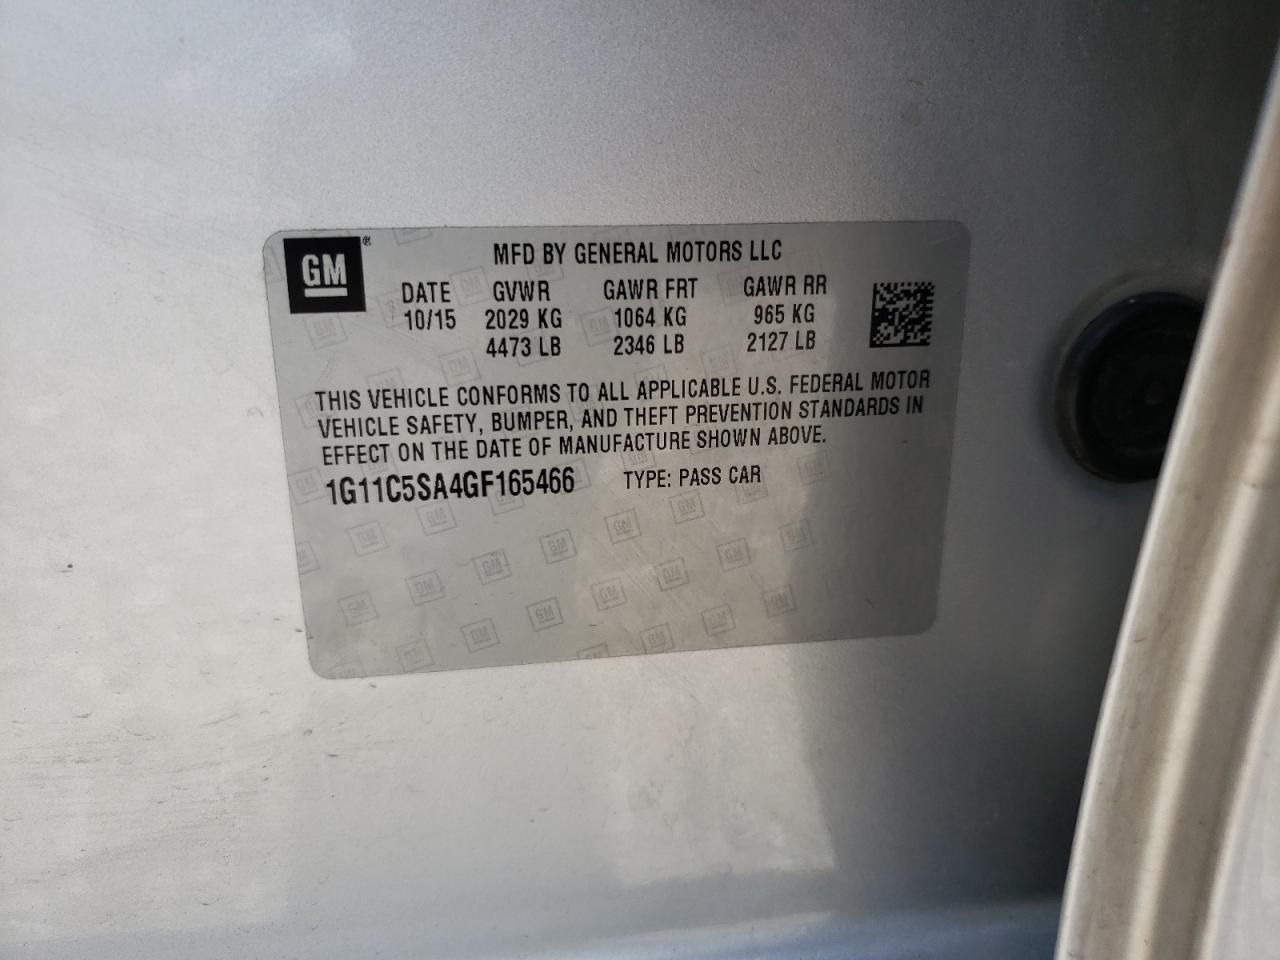 GM®
MFD BY GENERAL MOTORS LLC
DATE GVWR GAWR FRT GAWR RR
10/15 2029 KG 1064 KG 965 KG
4473 LB 2346 LB 2127 LB
THIS VEHICLE CONFORMS TO ALL APPLICABLE U.S. FEDERAL MOTOR
VEHICLE SAFETY, BUMPER, AND THEFT PREVENTION STANDARDS IN
EFFECT ON THE DATE OF MANUFACTURE SHOWN ABOVE.
1G11C5SA4GF165466 TYPE: PASS CAR